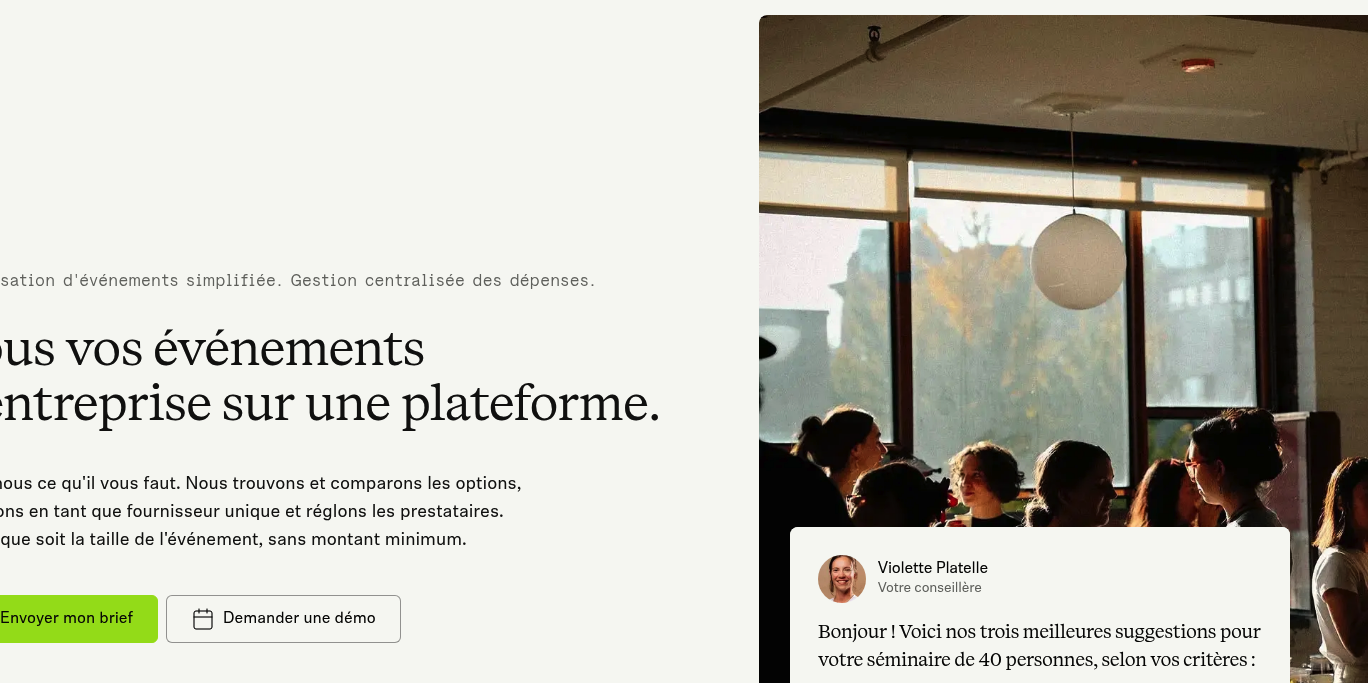 sation d'événements simplifiée. Gestion centralisée des dépenses.
ous vos événements
entreprise sur une plateforme.
nous ce qu'il vous faut. Nous trouvons et comparons les options,
ons en tant que fournisseur unique et réglons les prestataires.
que soit la taille de l'événement, sans montant minimum.
Envoyer mon brief
Demander une démo
Violette Platelle
Votre conseillère
Bonjour ! Voici nos trois meilleures suggestions pour
votre séminaire de 40 personnes, selon vos critères :